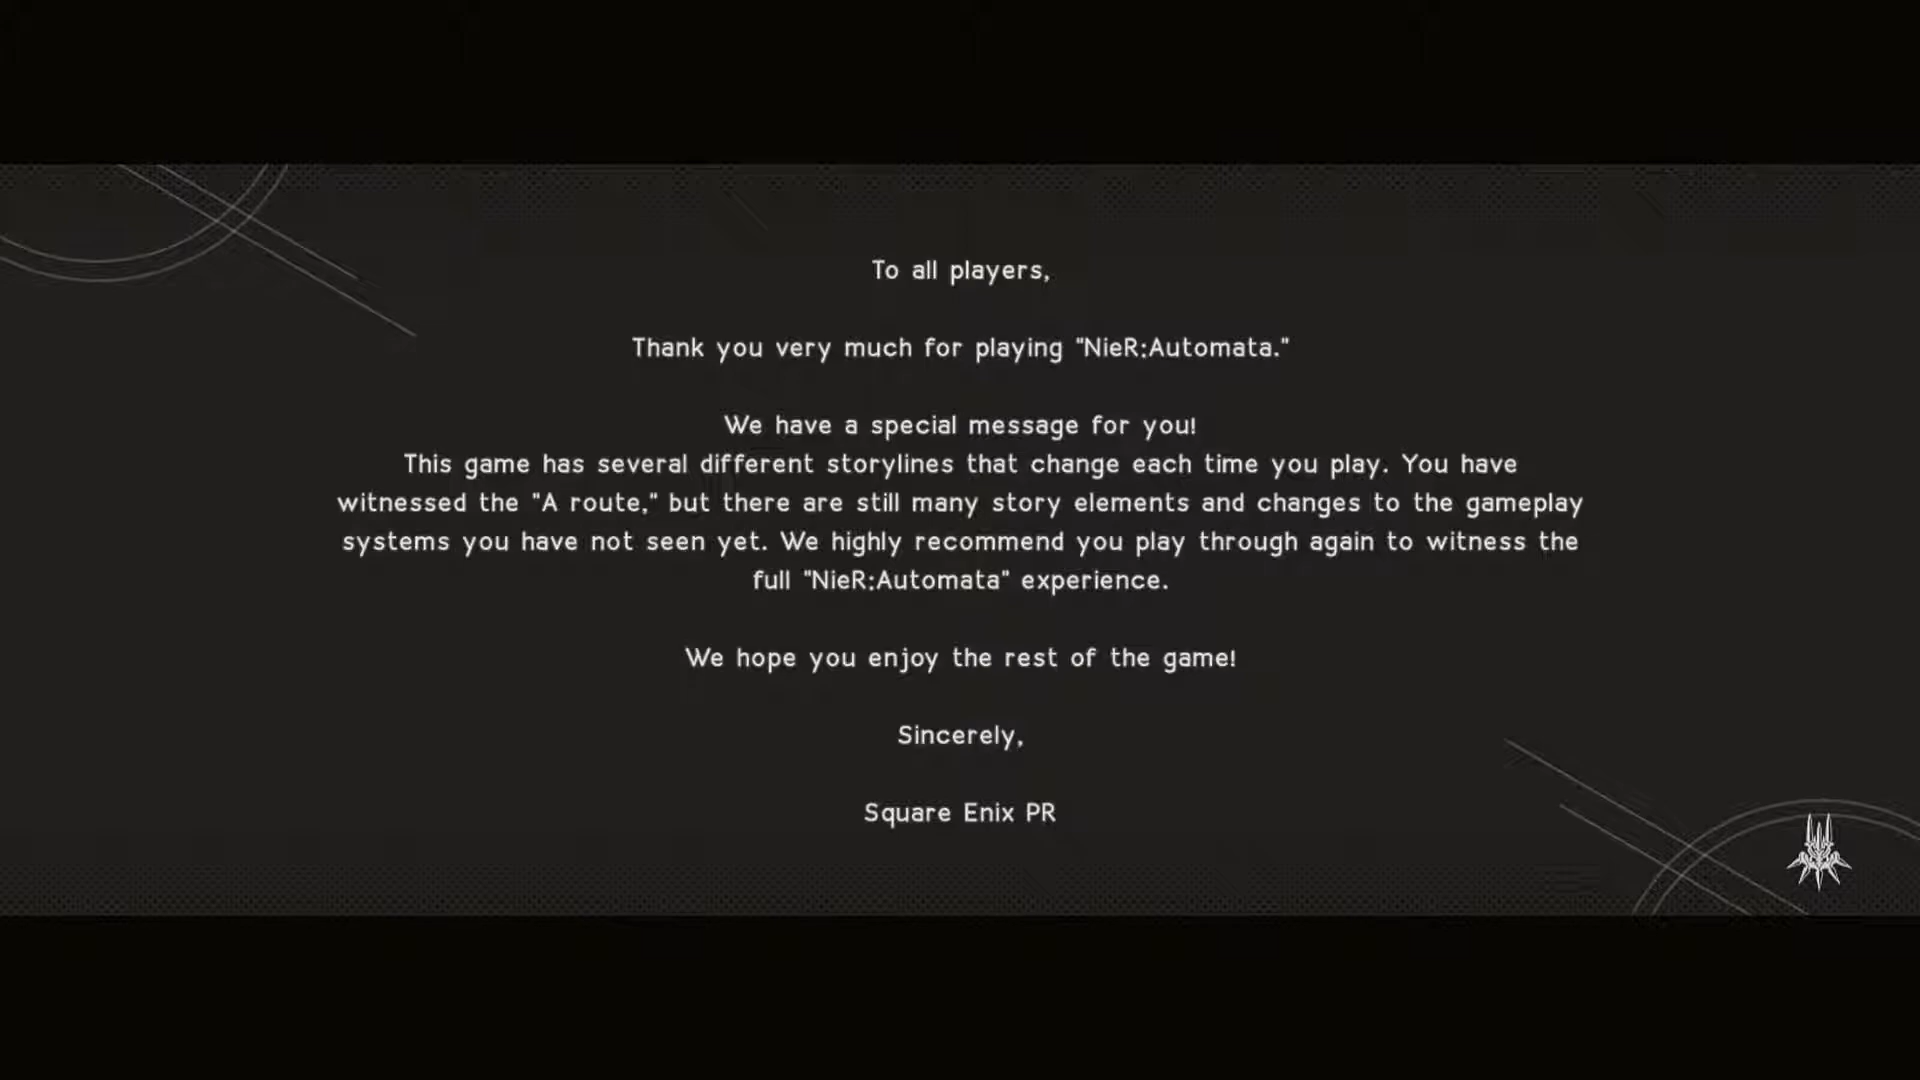 To all players,
Thank you very much for playing "NieR:Automata."
We have a special message for you!
This game has several different storylines that change each time you play. You have
witnessed the "A route," but there are still many story elements and changes to the gameplay
systems you have not seen yet. We highly recommend you play through again to witness the
full "NieR:Automata" experience.
We hope you enjoy the rest of the game!
Sincerely,
Square Enix PR